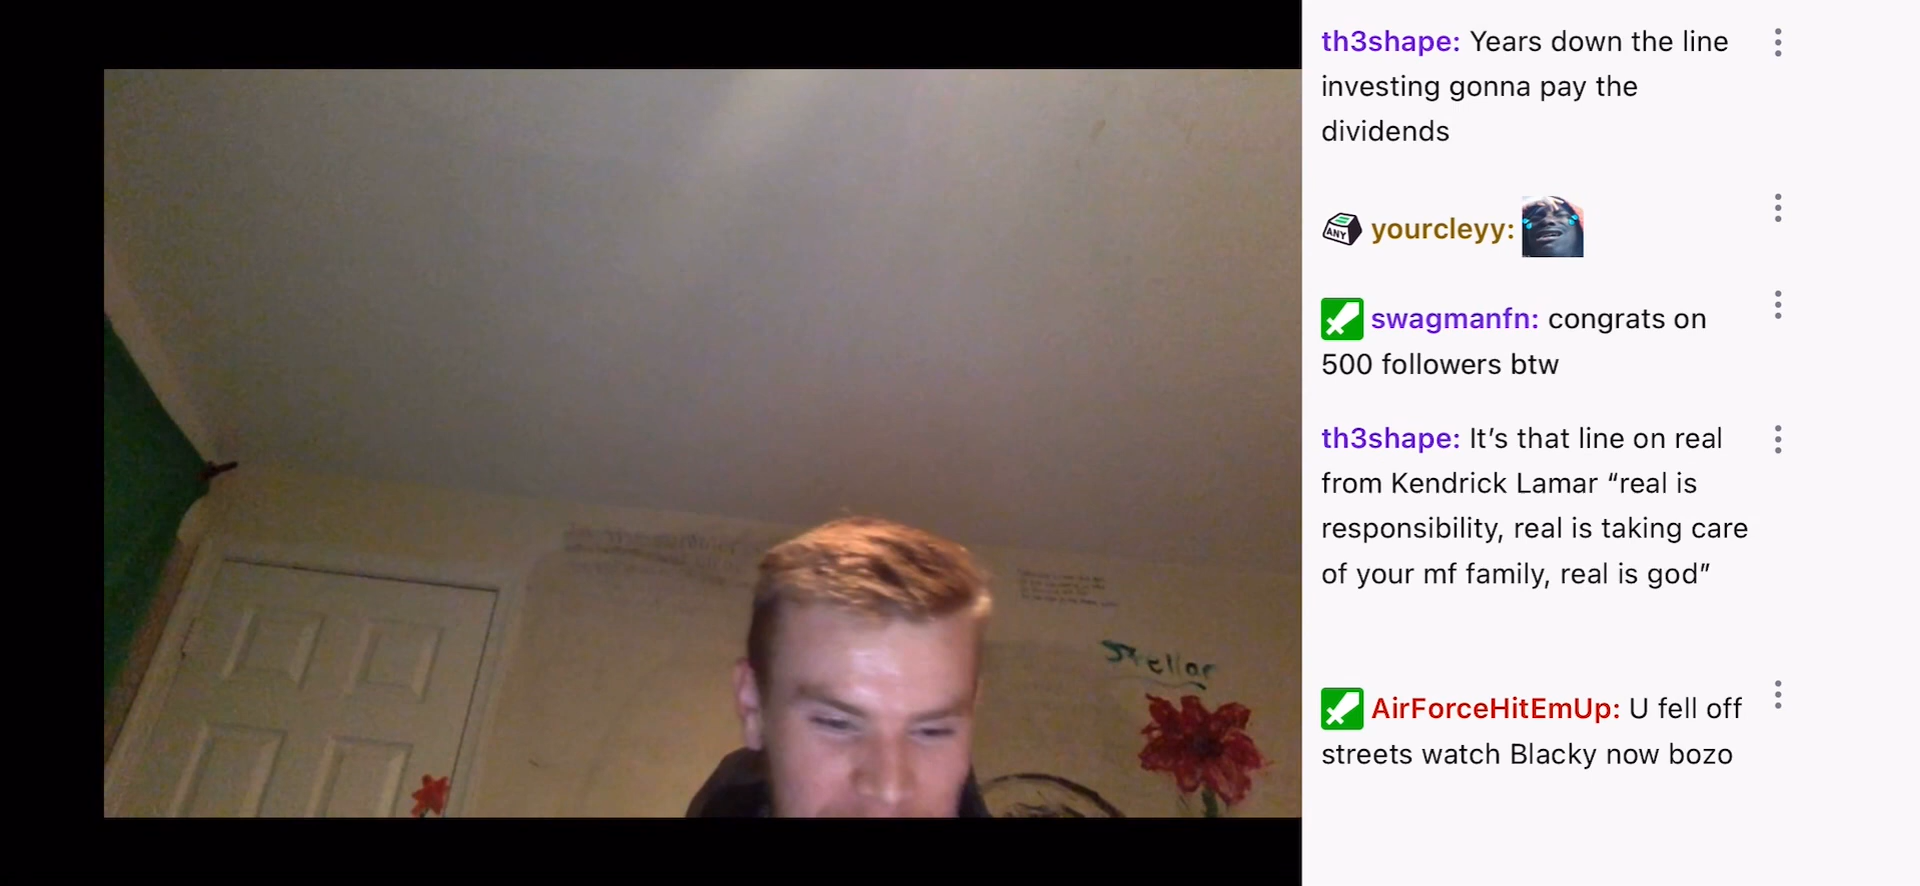 th3shape: Years down the line
investing gonna pay the
dividends
ANY yourcleyy:
swagmanfn: congrats on
500 followers btw
th3shape: It’s that line on real
from Kendrick Lamar “real is
responsibility, real is taking care
of your mf family, real is god”
AirForceHitEmUp: U fell off
streets watch Blacky now bozo
Stellar